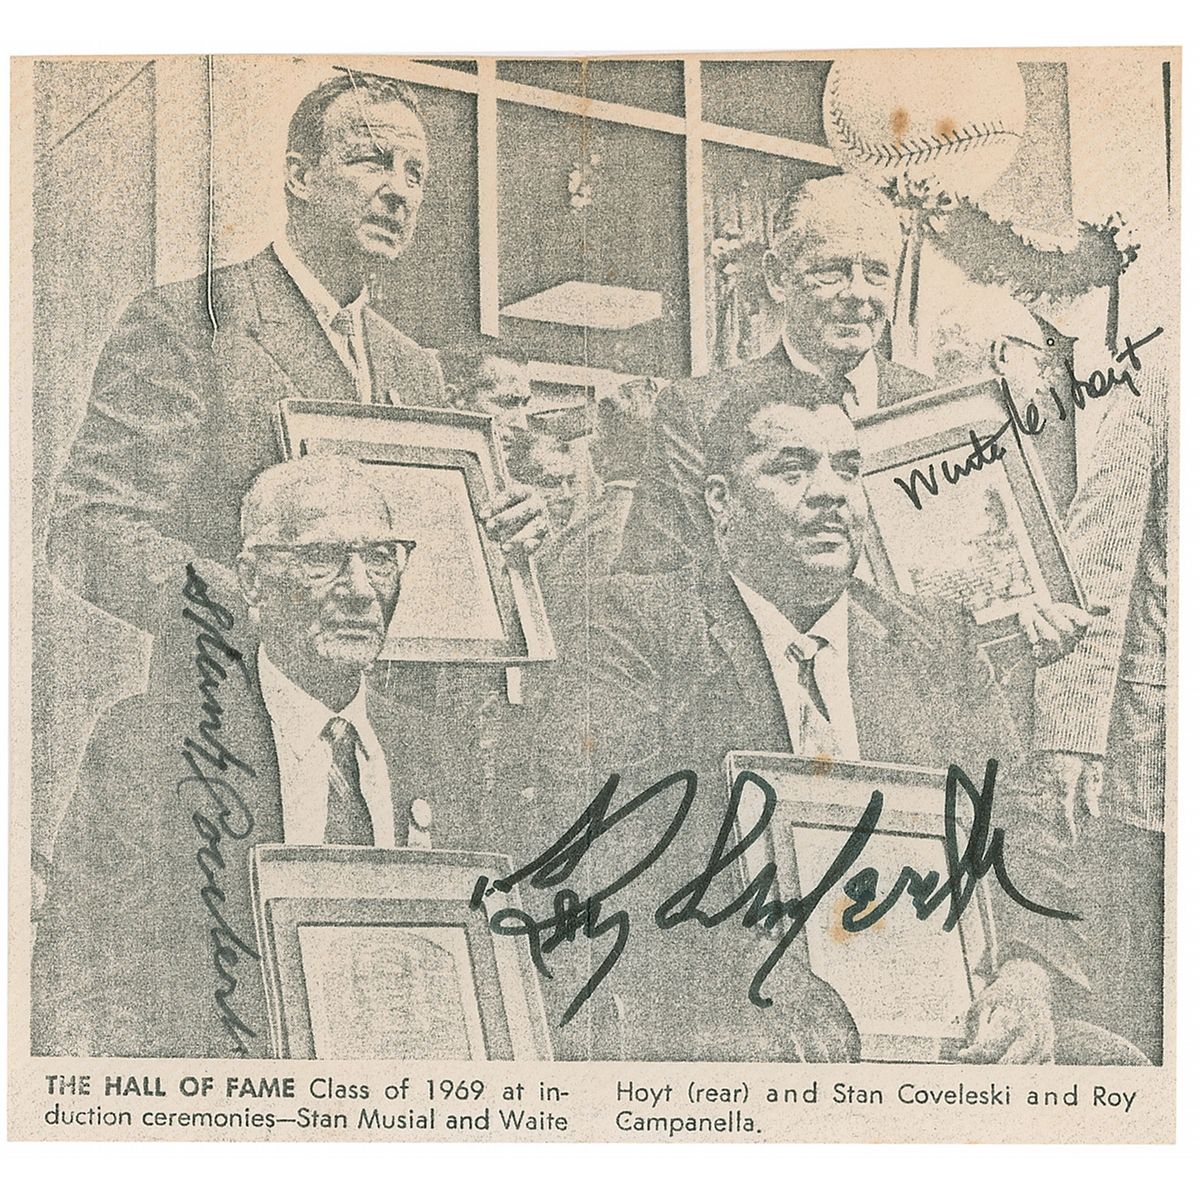 Waite Hoyt
Stanley Coveleski
Roy Campanella
THE HALL OF FAME Class of 1969 at in-
duction ceremonies—Stan Musial and Waite
Hoyt (rear) and Stan Coveleski and Roy
Campanella.